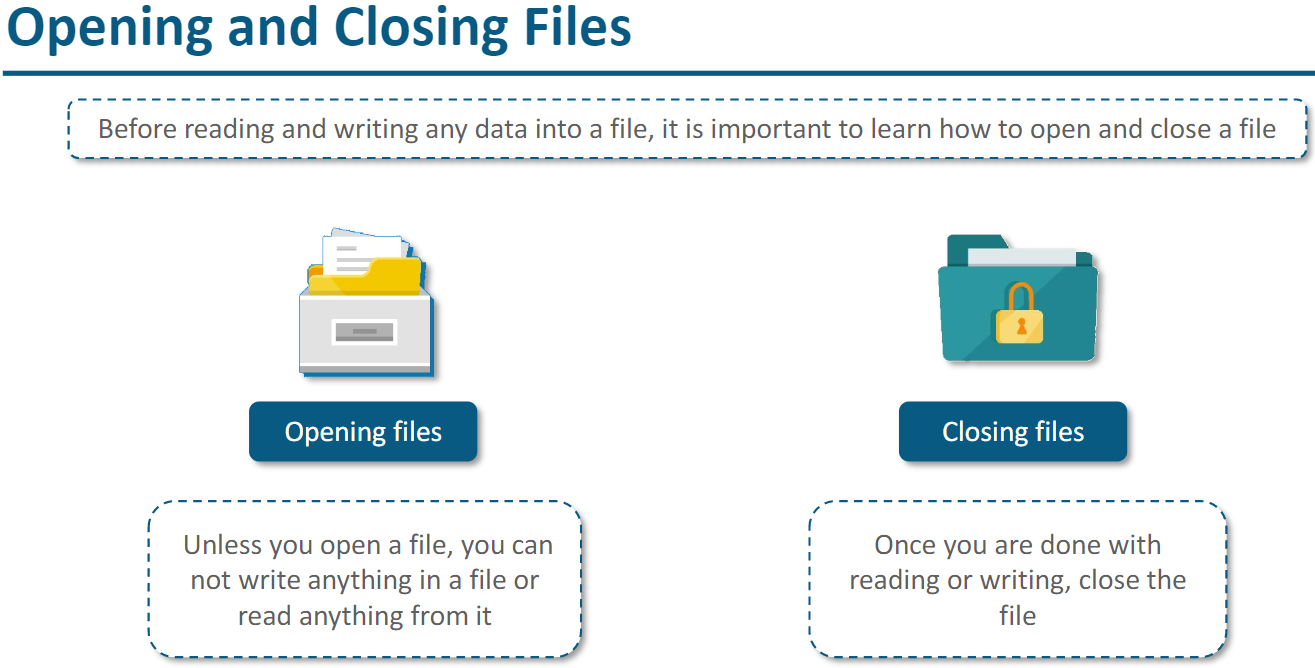 Opening and Closing Files
Before reading and writing any data into a file, it is important to learn how to open and close a file
Opening files
Unless you open a file, you can
not write anything in a file or
read anything from it
Closing files
Once you are done with
reading or writing, close the
file